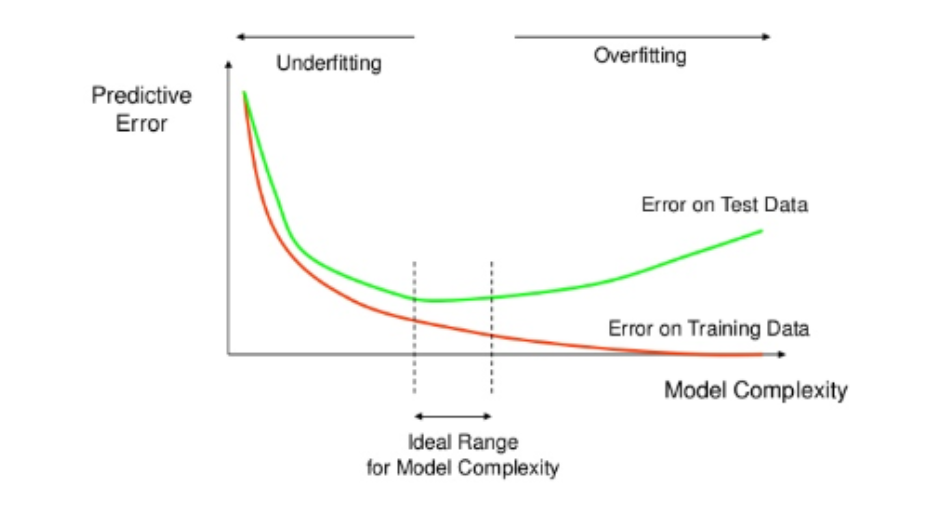 Underfitting
Overfitting
Predictive
Error
Error on Test Data
Error on Training Data
Model Complexity
Ideal Range
for Model Complexity